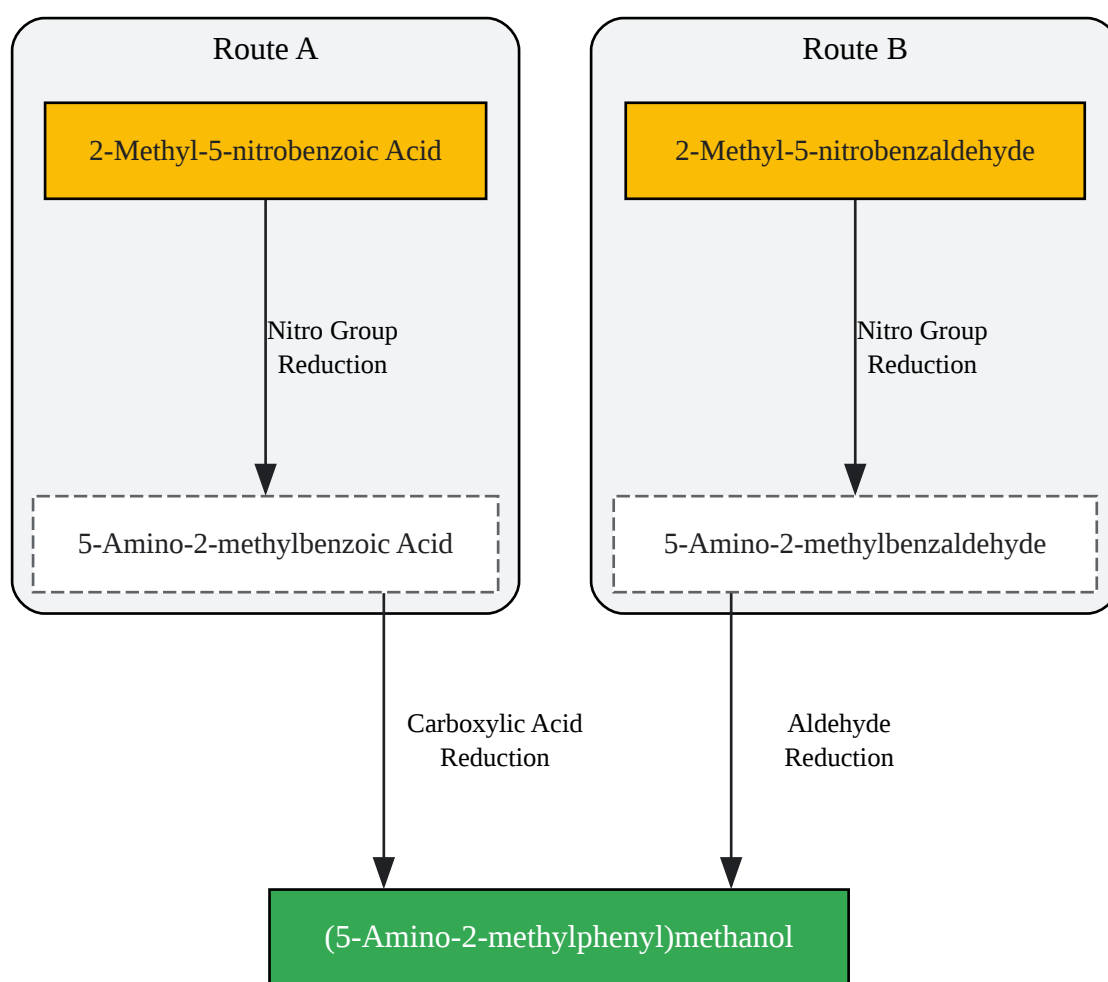 Route A
2-Methyl-5-nitrobenzoic Acid
Nitro Group
Reduction
5-Amino-2-methylbenzoic Acid
Carboxylic Acid
Reduction
Route B
2-Methyl-5-nitrobenzaldehyde
Nitro Group
Reduction
5-Amino-2-methylbenzaldehyde
Aldehyde
Reduction
(5-Amino-2-methylphenyl)methanol